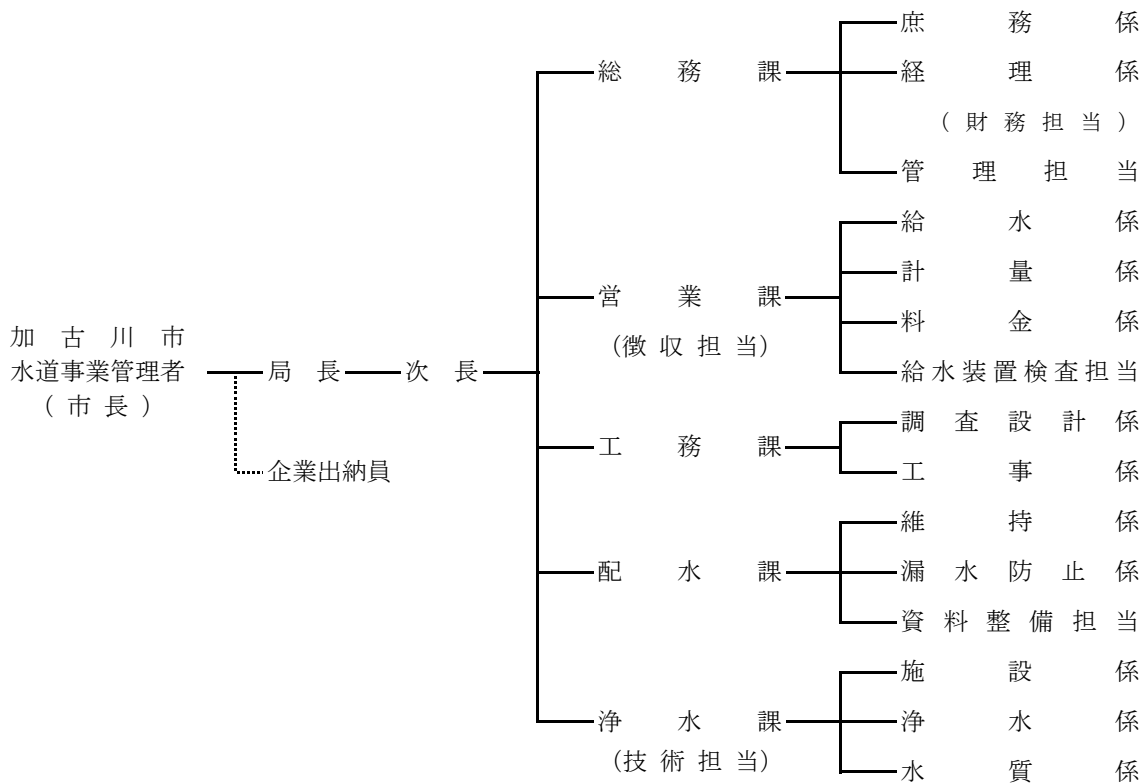 加古川市
水道事業管理者
(市長)
局長
次長
企業出納員
総務課
庶務係
経理係
(財務担当)
管理担当
営業課
(徴収担当)
給水係
計量係
料金係
給水装置検査担当
工務課
調査設計係
工事係
配水課
維持係
漏水防止係
資料整備担当
浄水課
(技術担当)
施設係
浄水係
水質係